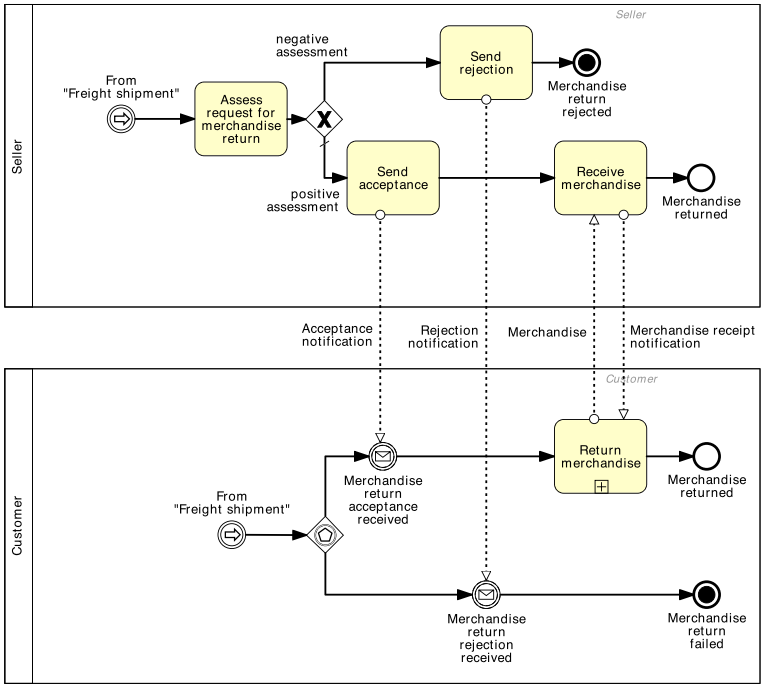 Seller
Seller
negative
assessment
Send
rejection
Merchandise
return
rejected
From
"Freight shipment"
Assess
request for
merchandise
return
X
positive
assessment
Send
acceptance
Receive
merchandise
Merchandise
returned
Acceptance
notification
Rejection
notification
Merchandise
Merchandise receipt
notification
Customer
Customer
Merchandise
return
acceptance
received
Return
merchandise
Merchandise
returned
From
"Freight shipment"
Merchandise
return
rejection
received
Merchandise
return
failed